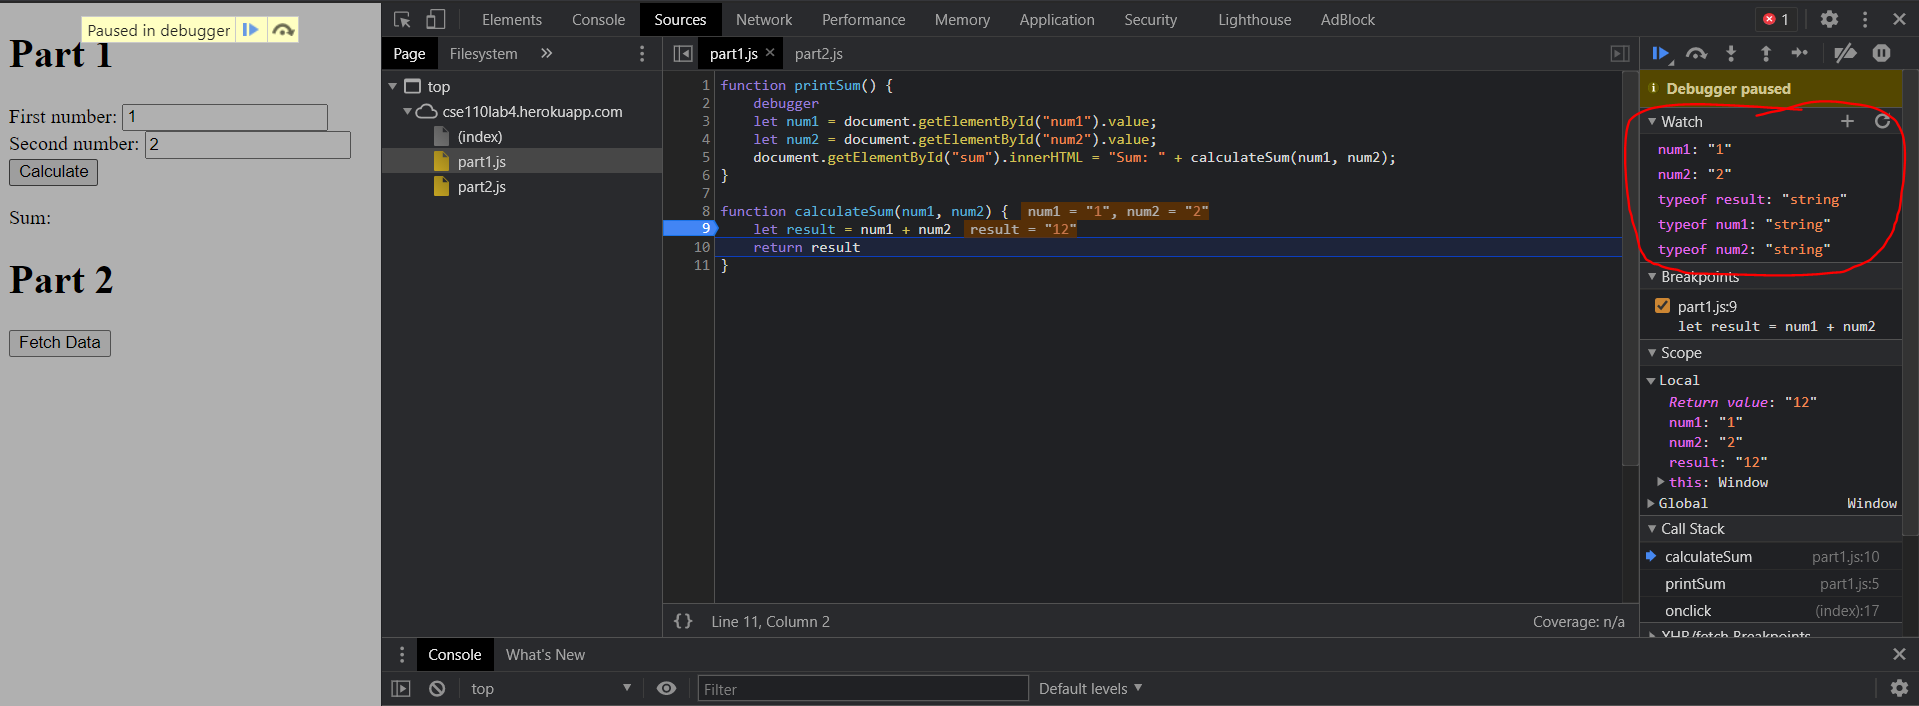 Paused in debugger
Part 1
First number: 1
Second number: 2
Calculate
Sum:
Part 2
Fetch Data
Elements Console Sources Network Performance Memory Application Security Lighthouse AdBlock 1
Page Filesystem »
top
cse110lab4.herokuapp.com
(index)
part1.js
part2.js
part1.js × part2.js
1 function printSum() {
2 debugger
3 let num1 = document.getElementById("num1").value;
4 let num2 = document.getElementById("num2").value;
5 document.getElementById("sum").innerHTML = "Sum: " + calculateSum(num1, num2);
6 }
7
8 function calculateSum(num1, num2) { num1 = "1", num2 = "2"
9 let result = num1 + num2 result = "12"
10 return result
11 }
{} Line 11, Column 2 Coverage: n/a
Debugger paused
Watch
num1: "1"
num2: "2"
typeof result: "string"
typeof num1: "string"
typeof num2: "string"
Breakpoints
part1.js:9
let result = num1 + num2
Scope
Local
Return value: "12"
num1: "1"
num2: "2"
result: "12"
this: Window
Global Window
Call Stack
calculateSum part1.js:10
printSum part1.js:5
onclick (index):17
XHR/fetch Breakpoints
Console What's New
top Filter Default levels